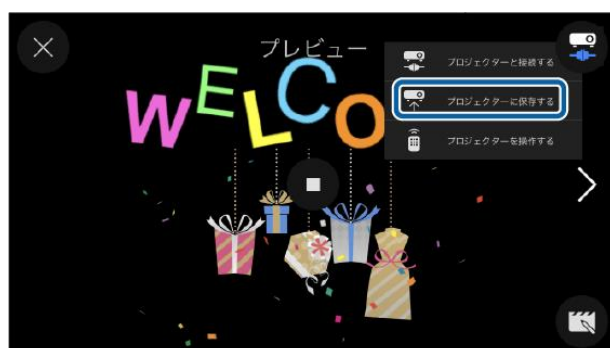 プレビュー
WELCO
プロジェクターと接続する
プロジェクターに保存する
プロジェクターを操作する